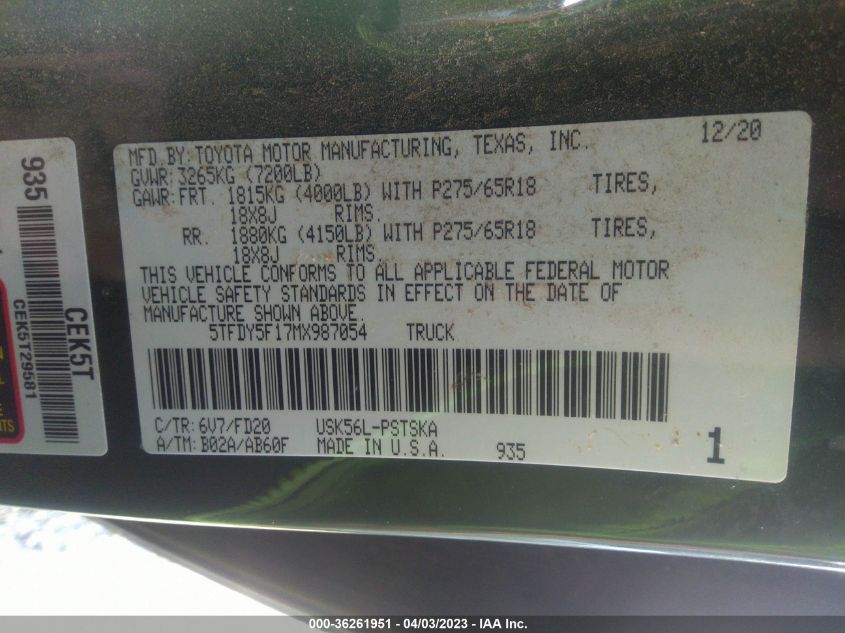 MFD.BY: TOYOTA MOTOR MANUFACTURING, TEXAS, INC. 12/20
GVWR: 3265KG (7200LB)
GAWR: FRT. 1815KG (4000LB) WITH P275/65R18 TIRES,
18X8J RIMS.
RR. 1880KG (4150LB) WITH P275/65R18 TIRES,
18X8J RIMS.
THIS VEHICLE CONFORMS TO ALL APPLICABLE FEDERAL MOTOR
VEHICLE SAFETY STANDARDS IN EFFECT ON THE DATE OF
MANUFACTURE SHOWN ABOVE.
5TFDY5F17MX987054 TRUCK
C/TR: 6V7/FD20 USK56L-PSTSKA
A/TM: B02A/AB60F MADE IN U.S.A. 935 1
935
CEK5T
CEK5T29581
000-36261951 - 04/03/2023 - IAAI.COM